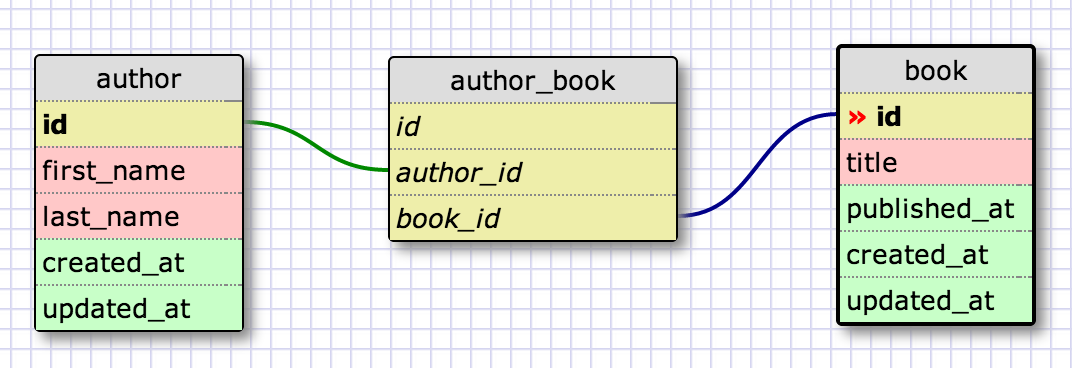 author
id
first_name
last_name
created_at
updated_at
author_book
id
author_id
book_id
book
» id
title
published_at
created_at
updated_at